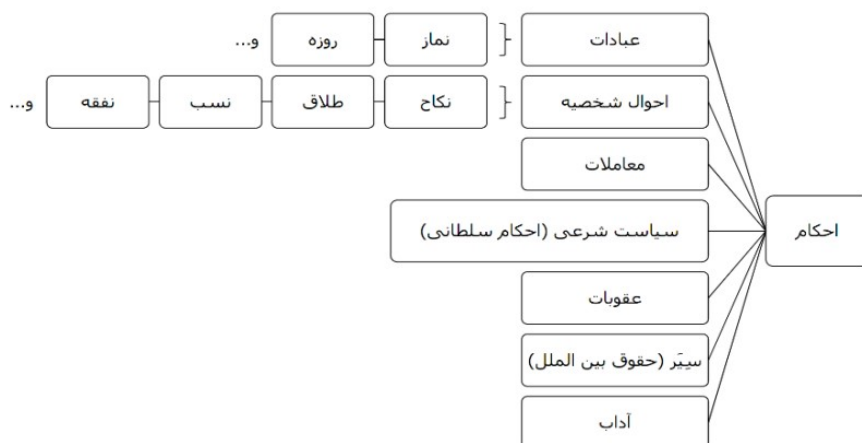 احکام
عبادات
نماز
روزه
و...
احوال شخصیه
نکاح
طلاق
نسب
نفقه
و...
معاملات
سیاست شرعی (احکام سلطانی)
عقوبات
سِیَر (حقوق بین الملل)
آداب